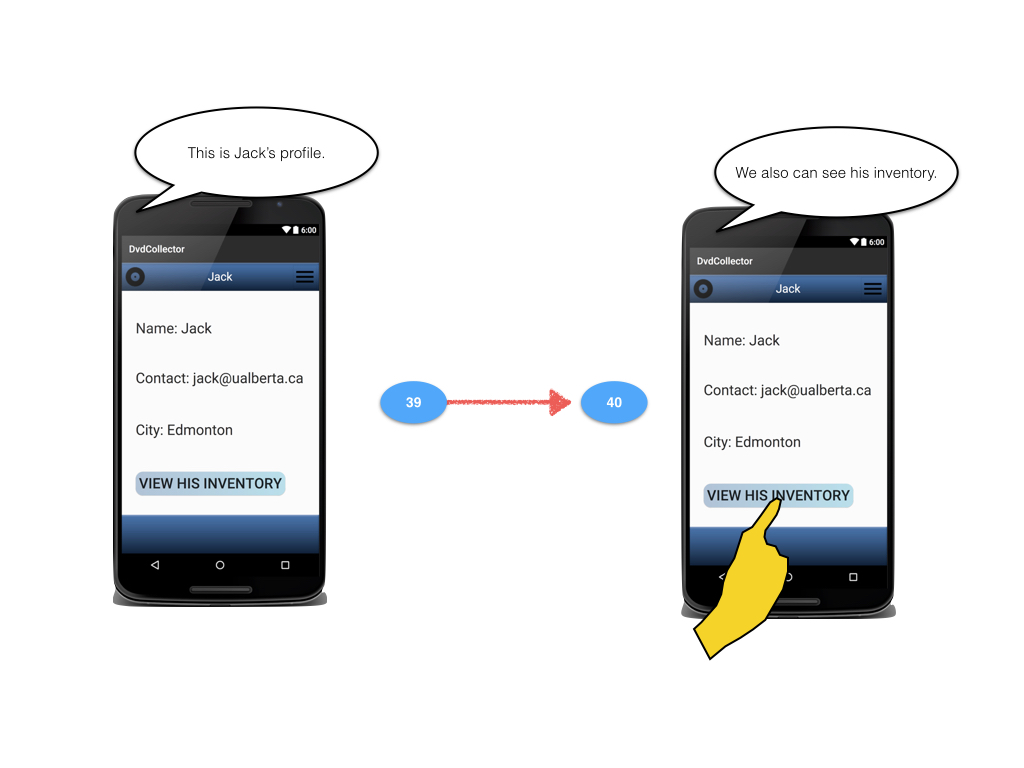 This is Jack's profile.
6:00
DvdCollector
Jack
Name: Jack
Contact: jack@ualberta.ca
City: Edmonton
VIEW HIS INVENTORY
39
40
We also can see his inventory.
6:00
DvdCollector
Jack
Name: Jack
Contact: jack@ualberta.ca
City: Edmonton
VIEW HIS INVENTORY